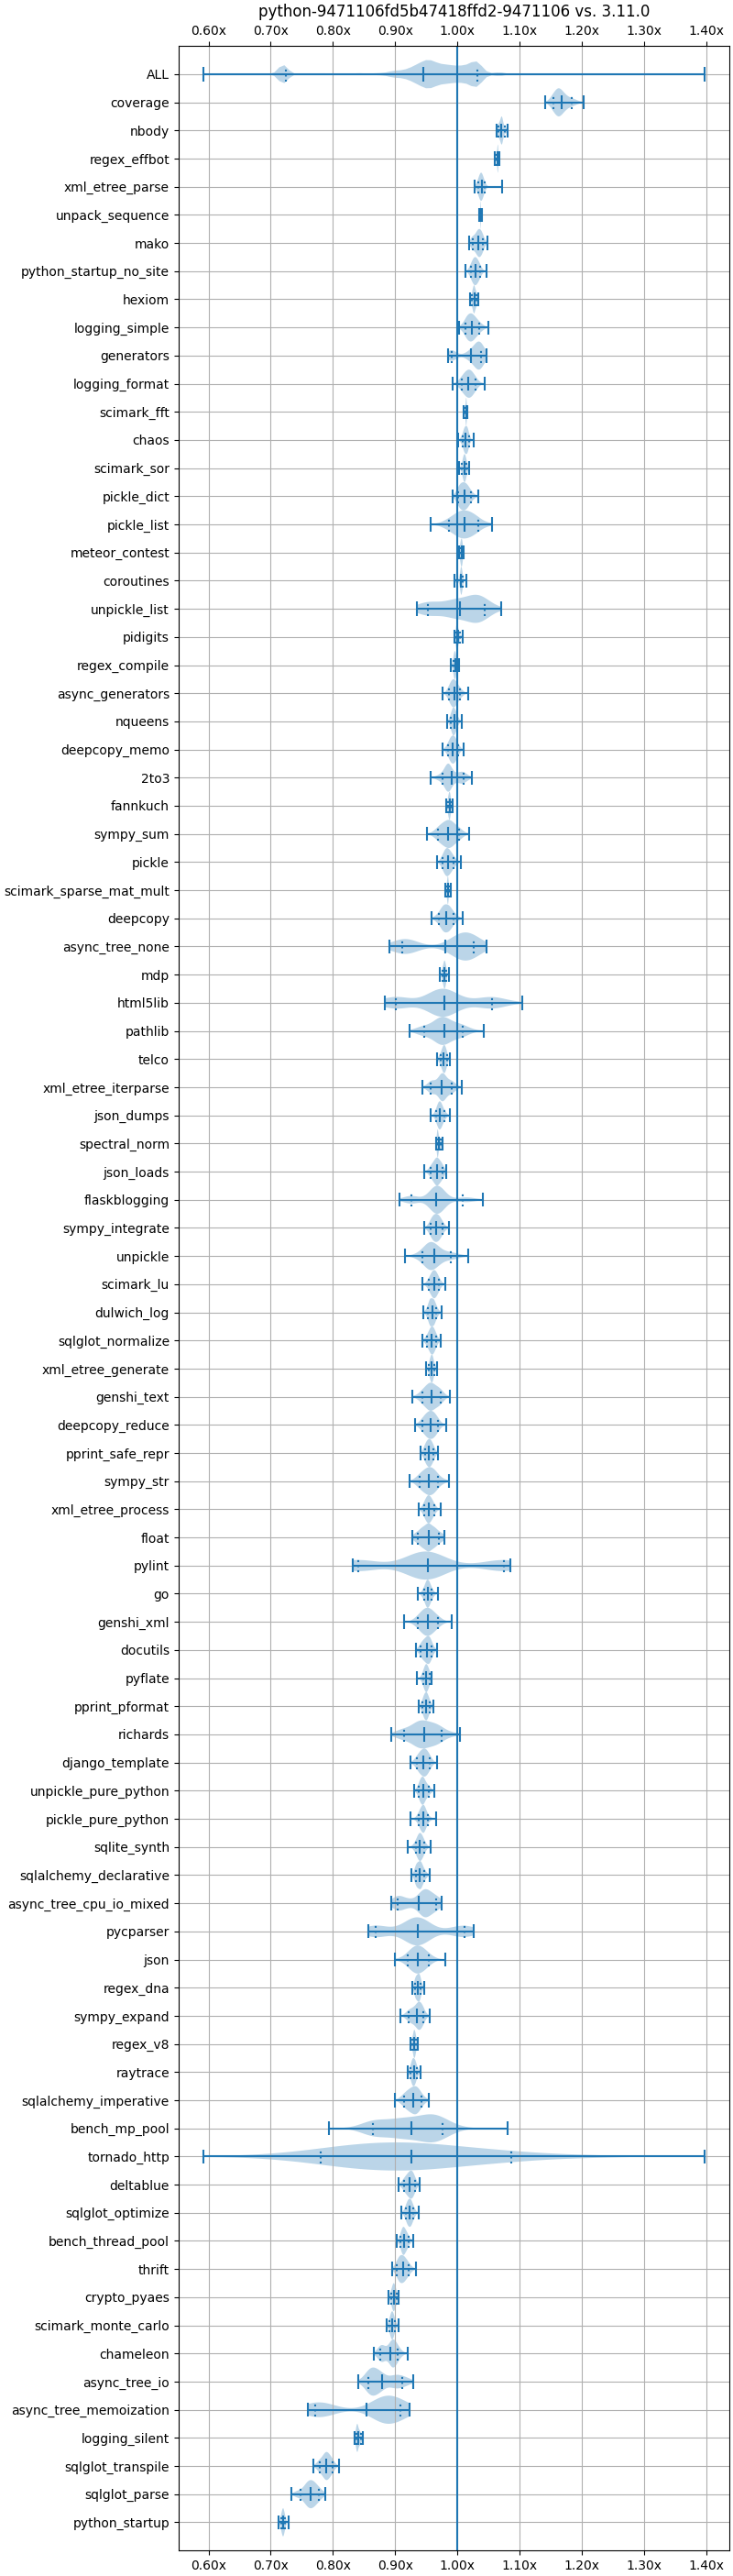 python-9471106fd5b47418ffd2-9471106 vs. 3.11.0
0.60x 0.70x 0.80x 0.90x 1.00x 1.10x 1.20x 1.30x 1.40x
ALL
coverage
nbody
regex_effbot
xml_etree_parse
unpack_sequence
mako
python_startup_no_site
hexiom
logging_simple
generators
logging_format
scimark_fft
chaos
scimark_sor
pickle_dict
pickle_list
meteor_contest
coroutines
unpickle_list
pidigits
regex_compile
async_generators
nqueens
deepcopy_memo
2to3
fannkuch
sympy_sum
pickle
scimark_sparse_mat_mult
deepcopy
async_tree_none
mdp
html5lib
pathlib
telco
xml_etree_iterparse
json_dumps
spectral_norm
json_loads
flaskblogging
sympy_integrate
unpickle
scimark_lu
dulwich_log
sqlglot_normalize
xml_etree_generate
genshi_text
deepcopy_reduce
pprint_safe_repr
sympy_str
xml_etree_process
float
pylint
go
genshi_xml
docutils
pyflate
pprint_pformat
richards
django_template
unpickle_pure_python
pickle_pure_python
sqlite_synth
sqlalchemy_declarative
async_tree_cpu_io_mixed
pycparser
json
regex_dna
sympy_expand
regex_v8
raytrace
sqlalchemy_imperative
bench_mp_pool
tornado_http
deltablue
sqlglot_optimize
bench_thread_pool
thrift
crypto_pyaes
scimark_monte_carlo
chameleon
async_tree_io
async_tree_memoization
logging_silent
sqlglot_transpile
sqlglot_parse
python_startup
0.60x 0.70x 0.80x 0.90x 1.00x 1.10x 1.20x 1.30x 1.40x